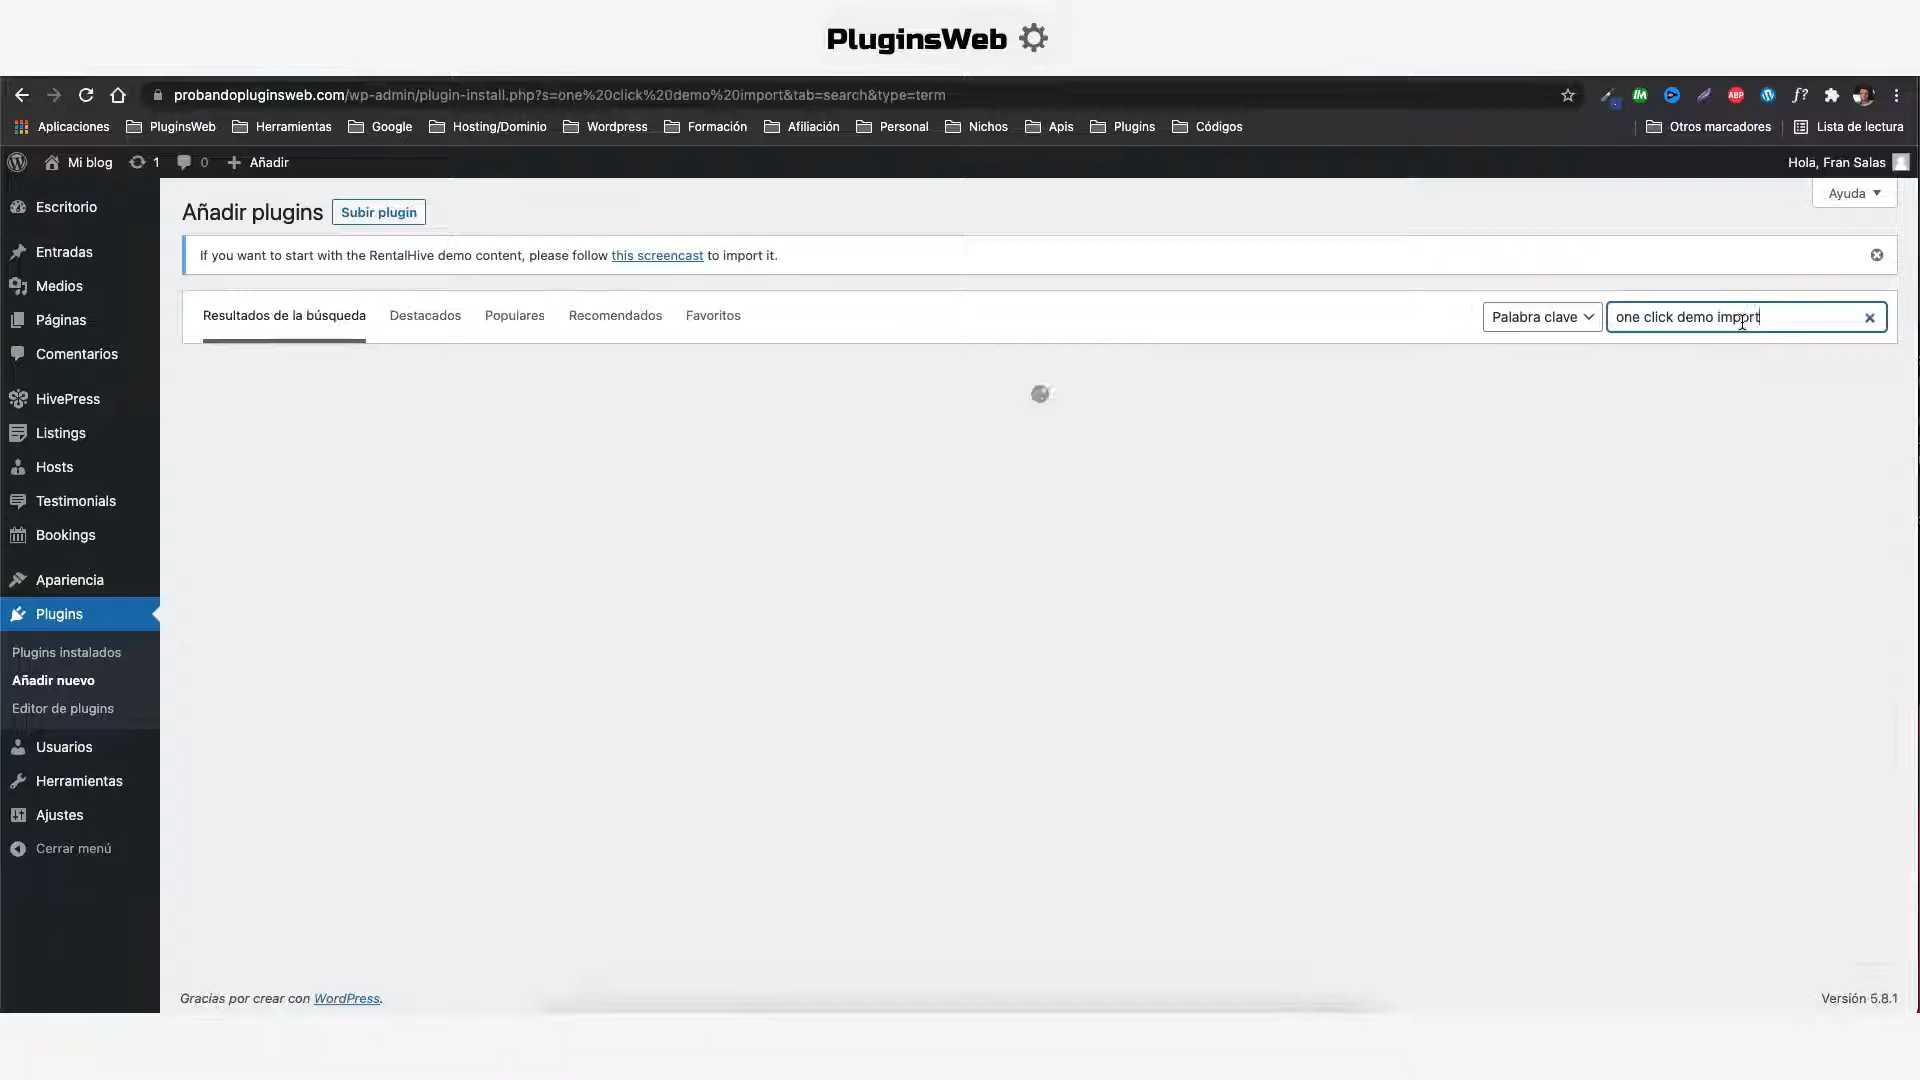 PluginsWeb
probandopluginsweb.com/wp-admin/plugin-install.php?s=one%20click%20demo%20import&tab=search&type=term
ABP
f?
Aplicaciones PluginsWeb Herramientas Google Hosting/Dominio Wordpress Formación Afiliación Personal Nichos Apis Plugins Códigos Otros marcadores Lista de lectura
Mi blog 1 0 Añadir Hola, Fran Salas
Ayuda
Escritorio
Entradas
Medios
Páginas
Comentarios
HivePress
Listings
Hosts
Testimonials
Bookings
Apariencia
Plugins
Plugins instalados
Añadir nuevo
Editor de plugins
Usuarios
Herramientas
Ajustes
Cerrar menú
Añadir plugins Subir plugin
If you want to start with the RentalHive demo content, please follow this screencast to import it.
Resultados de la búsqueda Destacados Populares Recomendados Favoritos Palabra clave one click demo import
Gracias por crear con WordPress. Versión 5.8.1